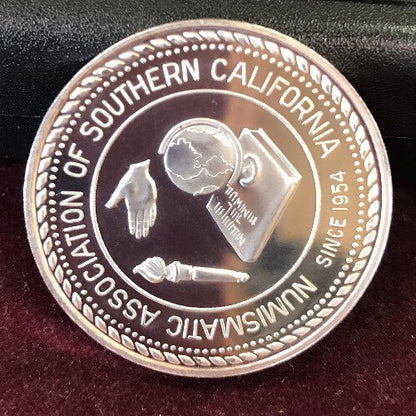 NUMISMATIC ASSOCIATION OF SOUTHERN CALIFORNIA
SINCE 1954